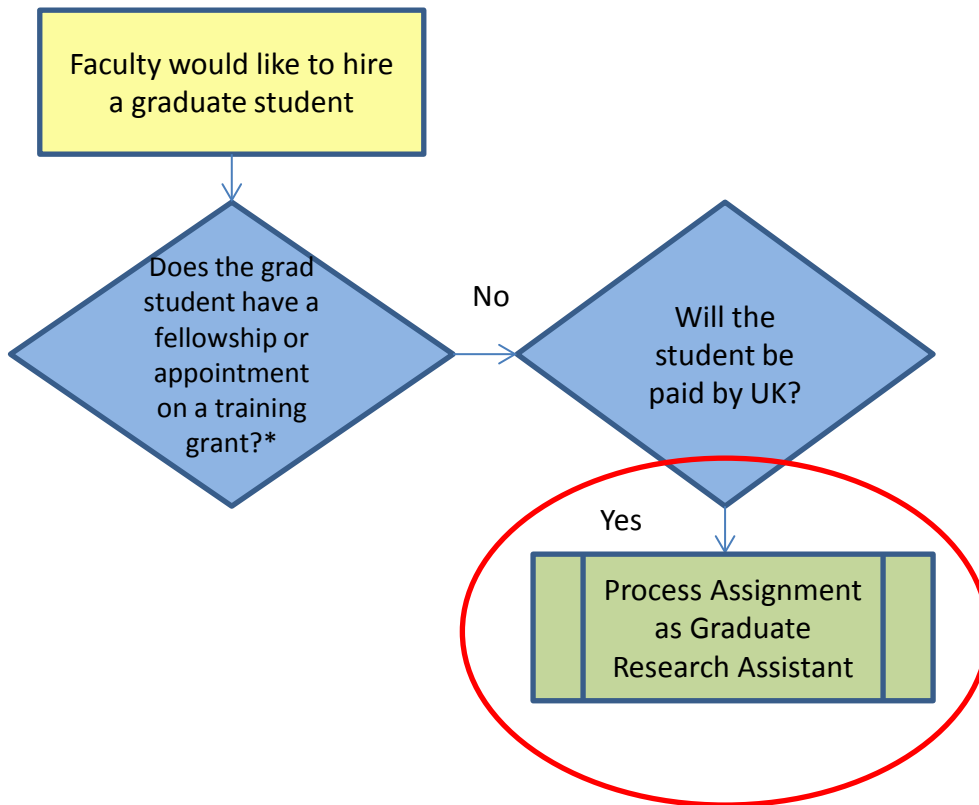 Faculty would like to hire
a graduate student
Does the grad
student have a
fellowship or
appointment
on a training
grant?*
No
Will the
student be
paid by UK?
Yes
Process Assignment
as Graduate
Research Assistant